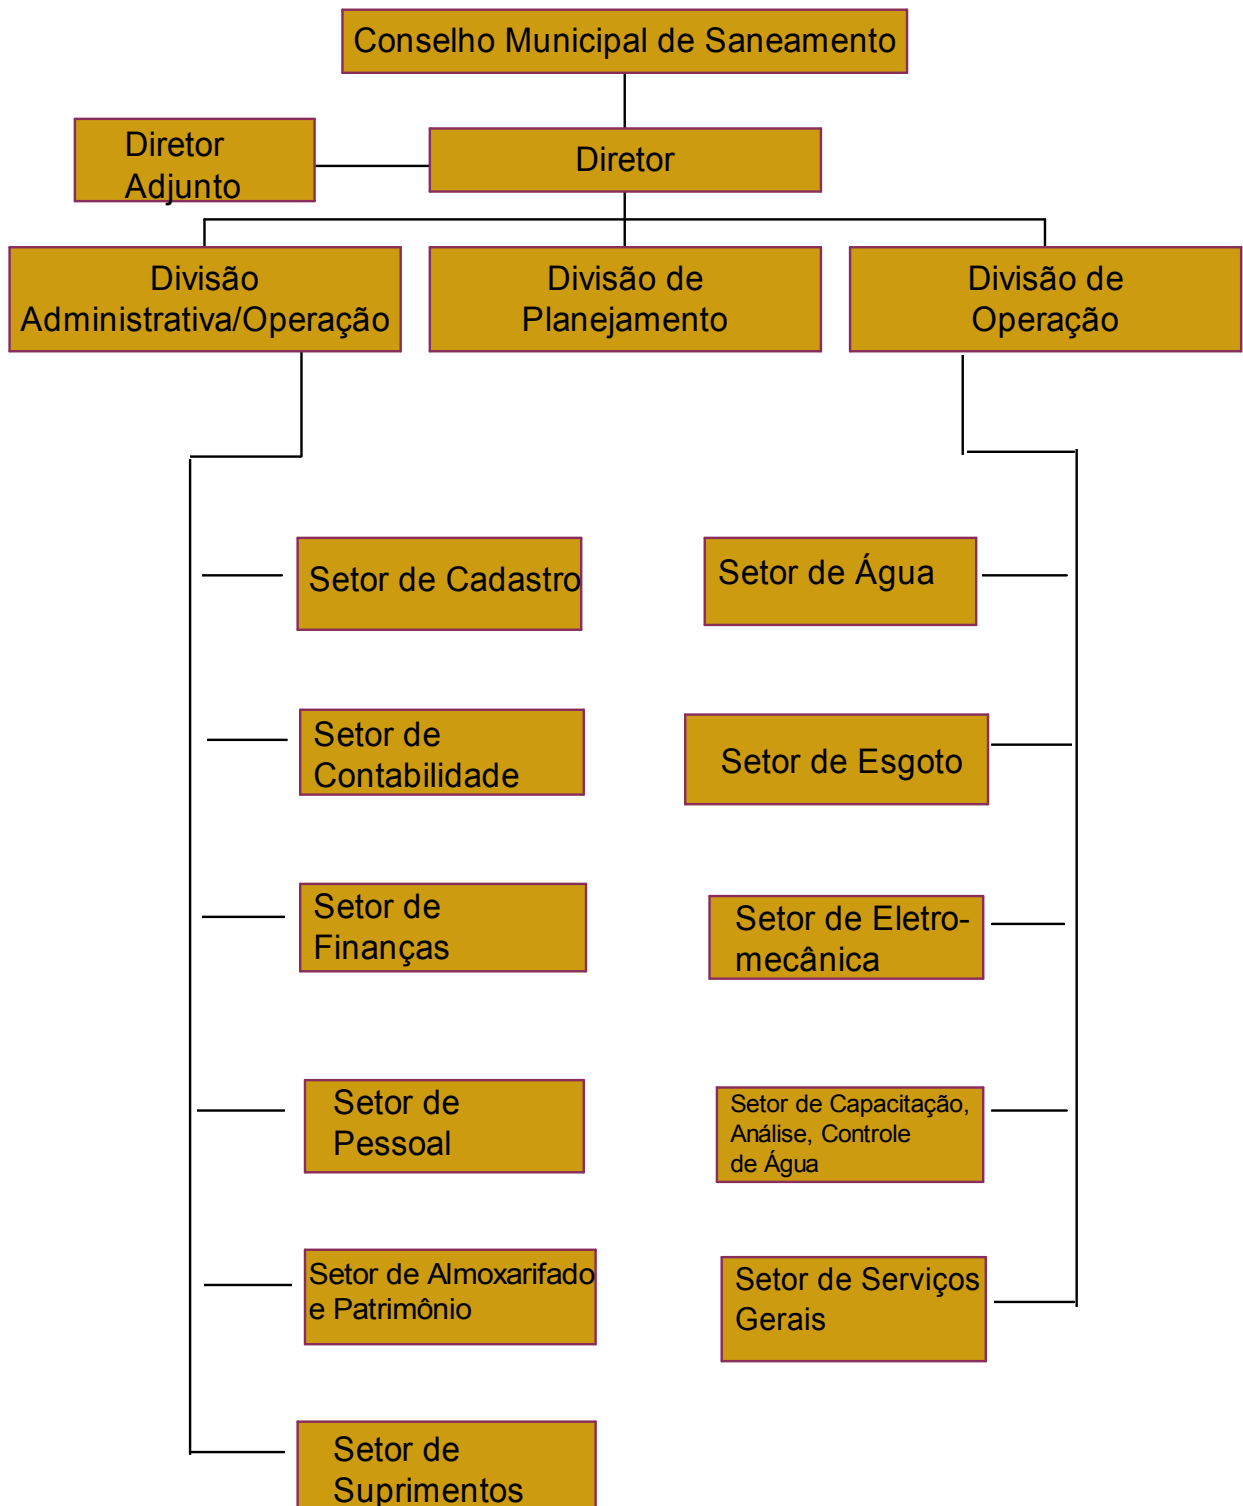 Conselho Municipal de Saneamento
Diretor
Adjunto
Diretor
Divisão
Administrativa/Operação
Divisão de
Planejamento
Divisão de
Operação
Setor de Cadastro
Setor de Água
Setor de
Contabilidade
Setor de Esgoto
Setor de
Finanças
Setor de Eletro-
mecânica
Setor de
Pessoal
Setor de Capacitação,
Análise, Controle
de Água
Setor de Almoxarifado
e Patrimônio
Setor de Serviços
Gerais
Setor de
Suprimentos